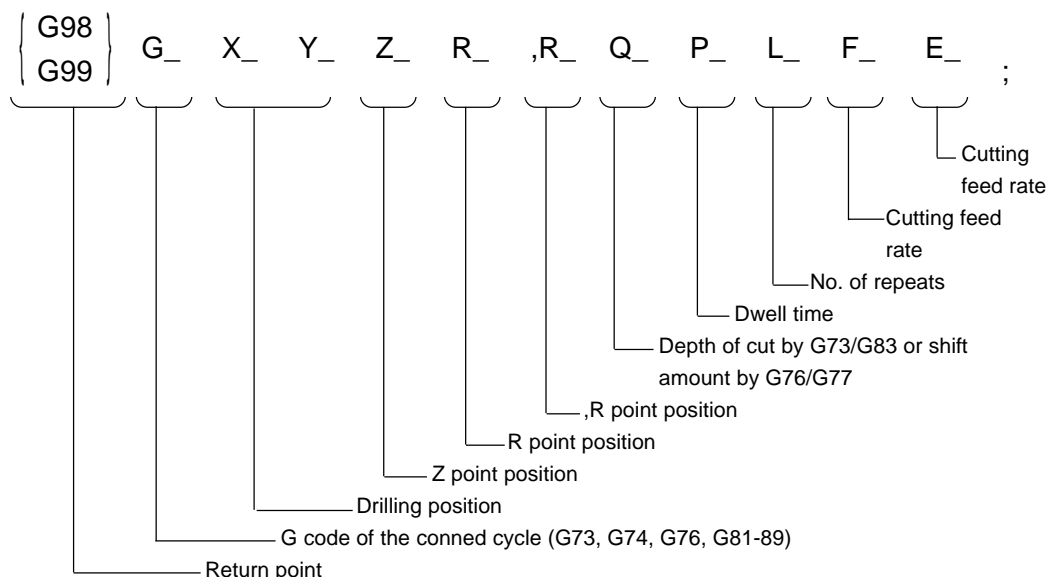 G98
G99
G_ X_ Y_ Z_ R_ ,R_ Q_ P_ L_ F_ E_ ;
Cutting
feed rate
Cutting feed
rate
No. of repeats
Dwell time
Depth of cut by G73/G83 or shift
amount by G76/G77
,R point position
R point position
Z point position
Drilling position
G code of the conned cycle (G73, G74, G76, G81-89)
Return point